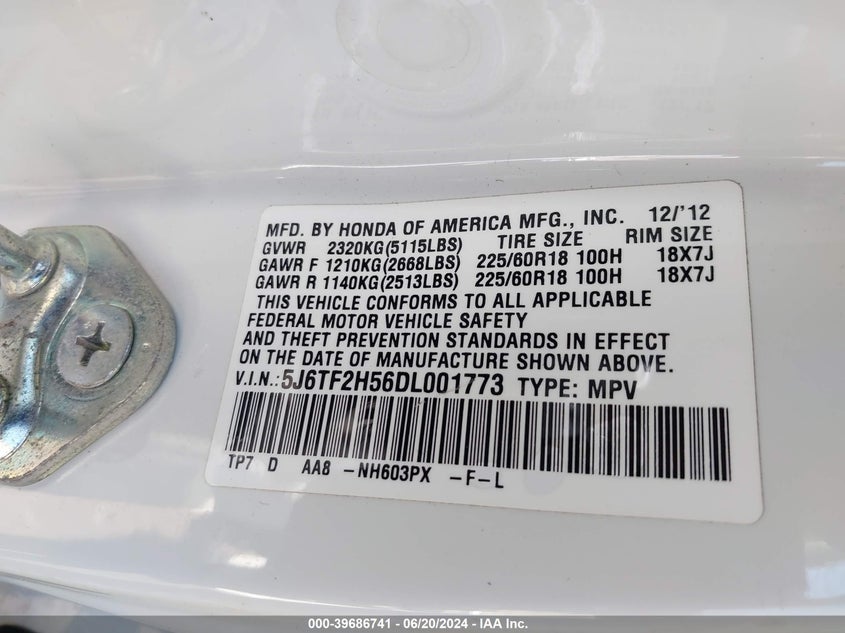 MFD. BY HONDA OF AMERICA MFG., INC. 12/'12
GVWR 2320KG(5115LBS) TIRE SIZE RIM SIZE
GAWR F 1210KG(2668LBS) 225/60R18 100H 18X7J
GAWR R 1140KG(2513LBS) 225/60R18 100H 18X7J
THIS VEHICLE CONFORMS TO ALL APPLICABLE
FEDERAL MOTOR VEHICLE SAFETY
AND THEFT PREVENTION STANDARDS IN EFFECT
ON THE DATE OF MANUFACTURE SHOWN ABOVE.
V.I.N.: 5J6TF2H56DL001773 TYPE: MPV
TP7 D AA8 -NH603PX -F-L
000-39686741 - 06/20/2024 - IAA Inc.